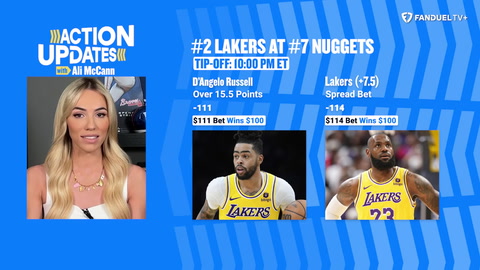 ACTION
UPDATES
with Ali McCann
FANDUEL TV+
#2 LAKERS AT #7 NUGGETS
TIP-OFF: 10:00 PM ET
D'Angelo Russell
Over 15.5 Points
-111
$111 Bet Wins $100
Lakers (+7.5)
Spread Bet
-114
$114 Bet Wins $100
LAKERS
LAKERS
23